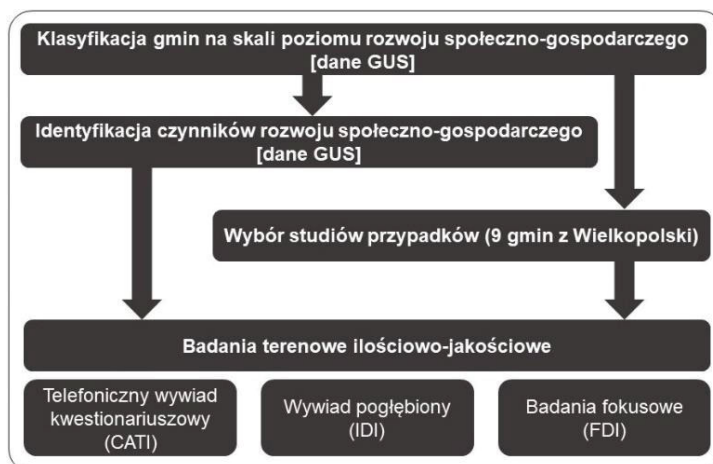 Klasyfikacja gmin na skali poziomu rozwoju społeczno-gospodarczego
[dane GUS]
Identyfikacja czynników rozwoju społeczno-gospodarczego
[dane GUS]
Wybór studiów przypadków (9 gmin z Wielkopolski)
Badania terenowe ilościowo-jakościowe
Telefoniczny wywiad
kwestionariuszowy
(CATI)
Wywiad pogłębiony
(IDI)
Badania fokusowe
(FDI)